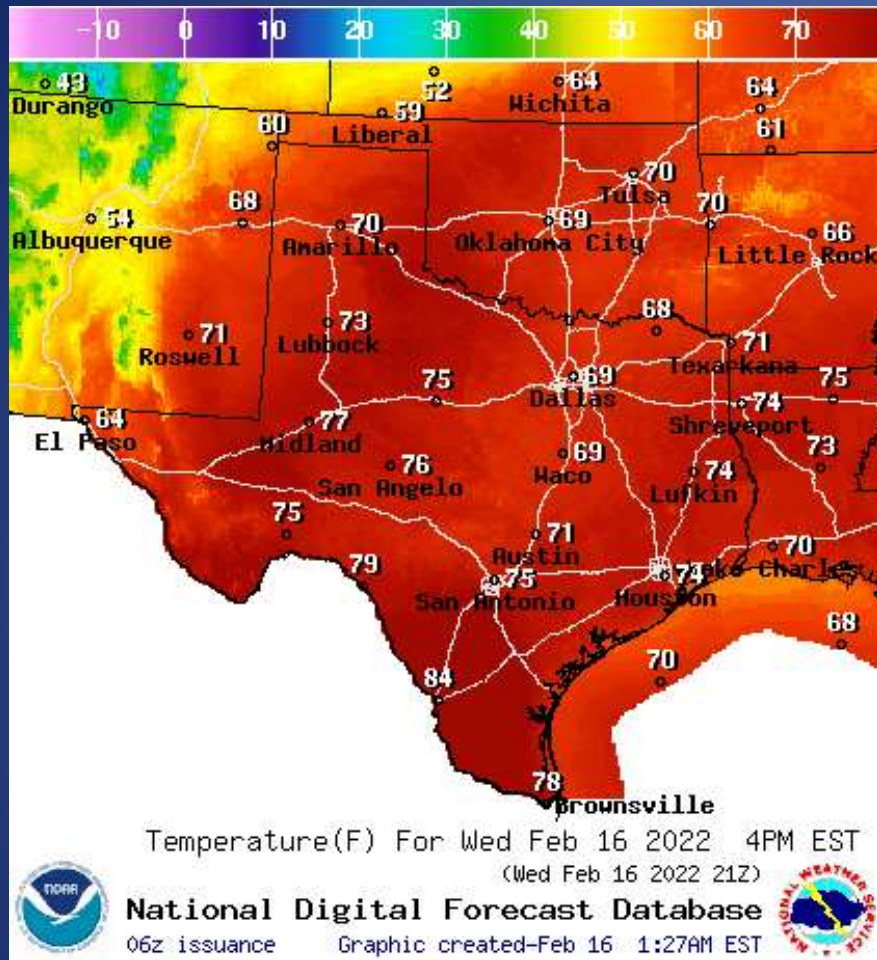 -10 0 10 20 30 40 50 60 70
43 Durango
52
64 Wichita
59 Liberal
64
60
61
70 Tulsa
54 Albuquerque
68
70 Amarillo
69 Oklahoma City
70
66 Little Rock
71 Roswell
73 Lubbock
68
71 Texarkana
69 Dallas
75
74 Shreveport
75
64 El Paso
77 Midland
76 San Angelo
69 Waco
74 Lufkin
73
75
71 Austin
70 Lake Charles
79
75 San Antonio
74 Houston
68
84
70
78 Brownsville
Temperature(F) For Wed Feb 16 2022 4PM EST
(Wed Feb 16 2022 21Z)
National Digital Forecast Database
06z issuance Graphic created-Feb 16 1:27AM EST
NOAA
NATIONAL WEATHER SERVICE